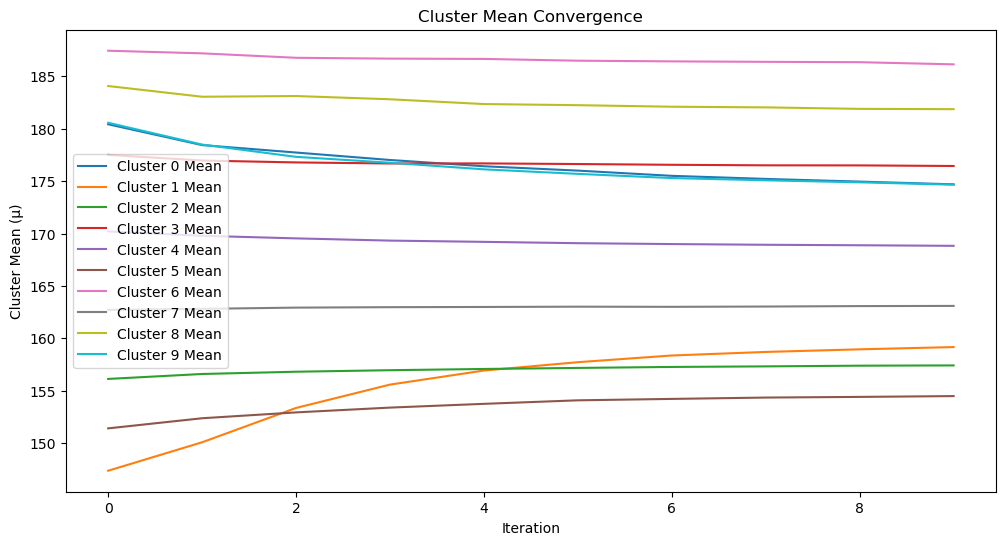 Cluster Mean Convergence
Cluster Mean (μ)
185
180
175
170
165
160
155
150
Cluster 0 Mean
Cluster 1 Mean
Cluster 2 Mean
Cluster 3 Mean
Cluster 4 Mean
Cluster 5 Mean
Cluster 6 Mean
Cluster 7 Mean
Cluster 8 Mean
Cluster 9 Mean
0 2 4 6 8
Iteration